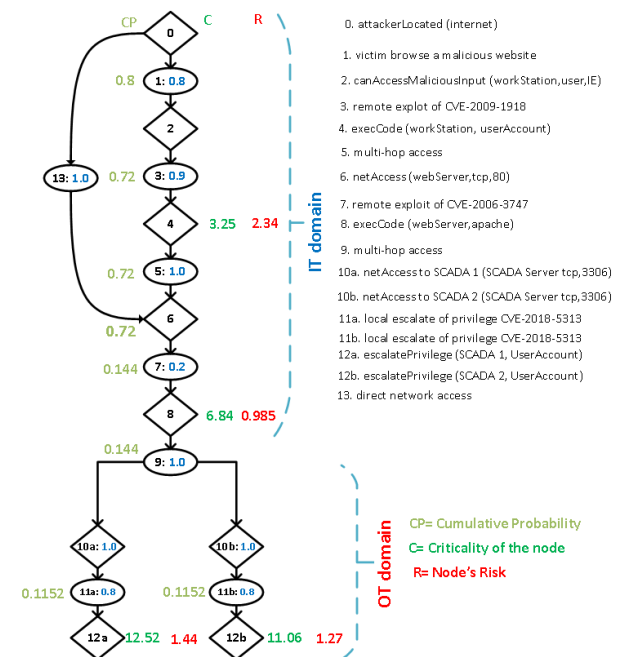 CP C R
0
0. attackerLocated (internet)
1. victim browse a malicious website
0.8 1: 0.8
2. canAccessMaliciousInput (workStation,user,IE)
3. remote explot of CVE-2009-1918
2
4. execCode (workStation, userAccount)
5. multi-hop access
13: 1.0 0.72 3: 0.9
6. netAccess (webServer,tcp,80)
7. remote exploit of CVE-2006-3747
4 3.25 2.34
8. execCode (webServer,apache)
IT domain
9. multi-hop access
0.72 5: 1.0
10a. netAccess to SCADA 1 (SCADA Server tcp,3306)
10b. netAccess to SCADA 2 (SCADA Server tcp,3306)
6
0.72
11a. local escalate of privilege CVE-2018-5313
11b. local escalate of privilege CVE-2018-5313
12a. escalatePrivilege (SCADA 1, UserAccount)
0.144 7: 0.2
12b. escalatePrivilege (SCADA 2, UserAccount)
13. direct network access
8 6.84 0.985
0.144
9: 1.0
CP= Cumulative Probability
10a: 1.0 10b: 1.0
C= Criticality of the node
R= Node's Risk
OT domain
0.1152 11a: 0.8 0.1152 11b: 0.8
12a 12.52 1.44 12b 11.06 1.27